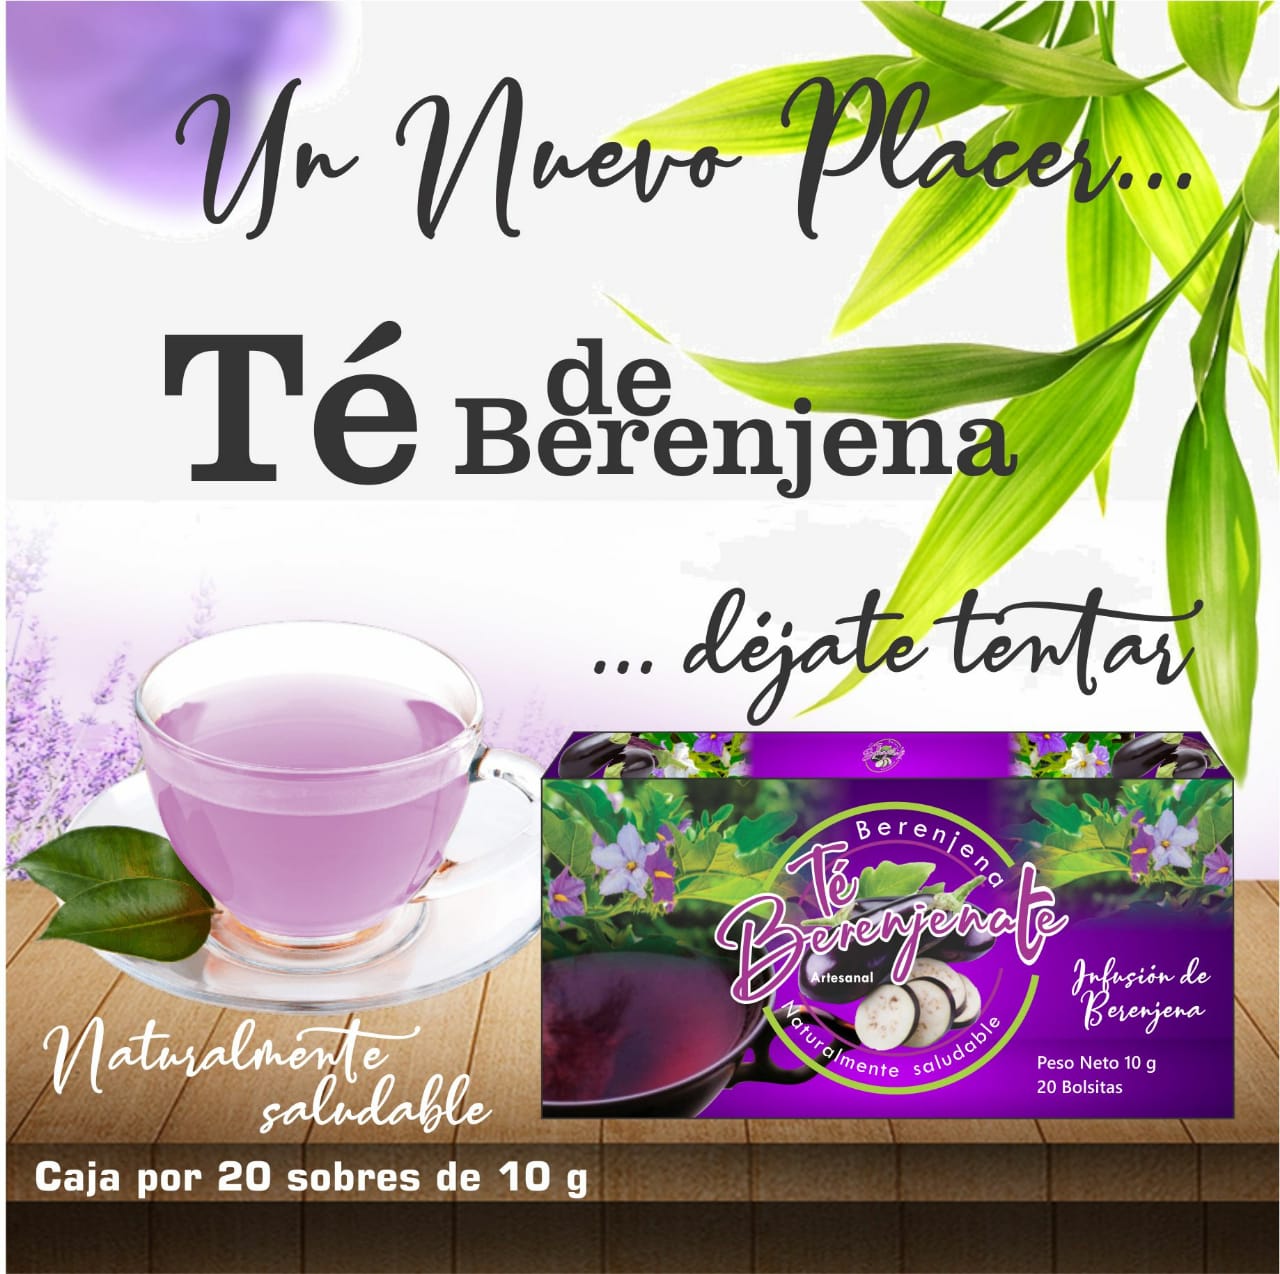 Un Nuevo Placer...
Té de
Berenjena
... déjate tentar
Berenjena
Té
Berenjenate
Artesanal
Naturalmente saludable
Infusión de
Berenjena
Peso Neto 10 g
20 Bolsitas
Naturalmente
saludable
Caja por 20 sobres de 10 g